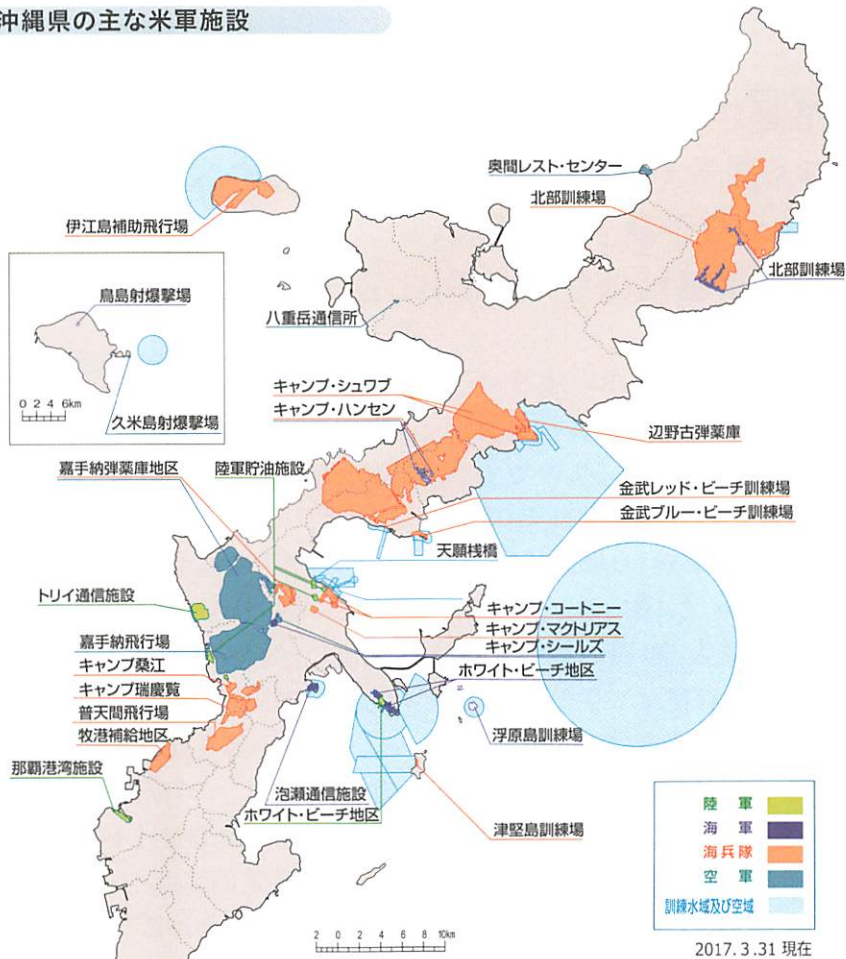 沖縄県の主な米軍施設
奥間レスト・センター
北部訓練場
伊江島補助飛行場
北部訓練場
鳥島射爆撃場
八重岳通信所
0 2 4 6km
久米島射爆撃場
キャンプ・シュワブ
キャンプ・ハンセン
辺野古弾薬庫
嘉手納弾薬庫地区
陸軍貯油施設
金武レッド・ビーチ訓練場
金武ブルー・ビーチ訓練場
天願桟橋
トリイ通信施設
キャンプ・コートニー
キャンプ・マクトリアス
キャンプ・シールズ
嘉手納飛行場
キャンプ桑江
ホワイト・ビーチ地区
キャンプ瑞慶覧
普天間飛行場
牧港補給地区
浮原島訓練場
那覇港湾施設
泡瀬通信施設
ホワイト・ビーチ地区
津堅島訓練場
陸軍
海軍
海兵隊
空軍
訓練水域及び空域
2 0 2 4 6 8 10km
2017.3.31 現在